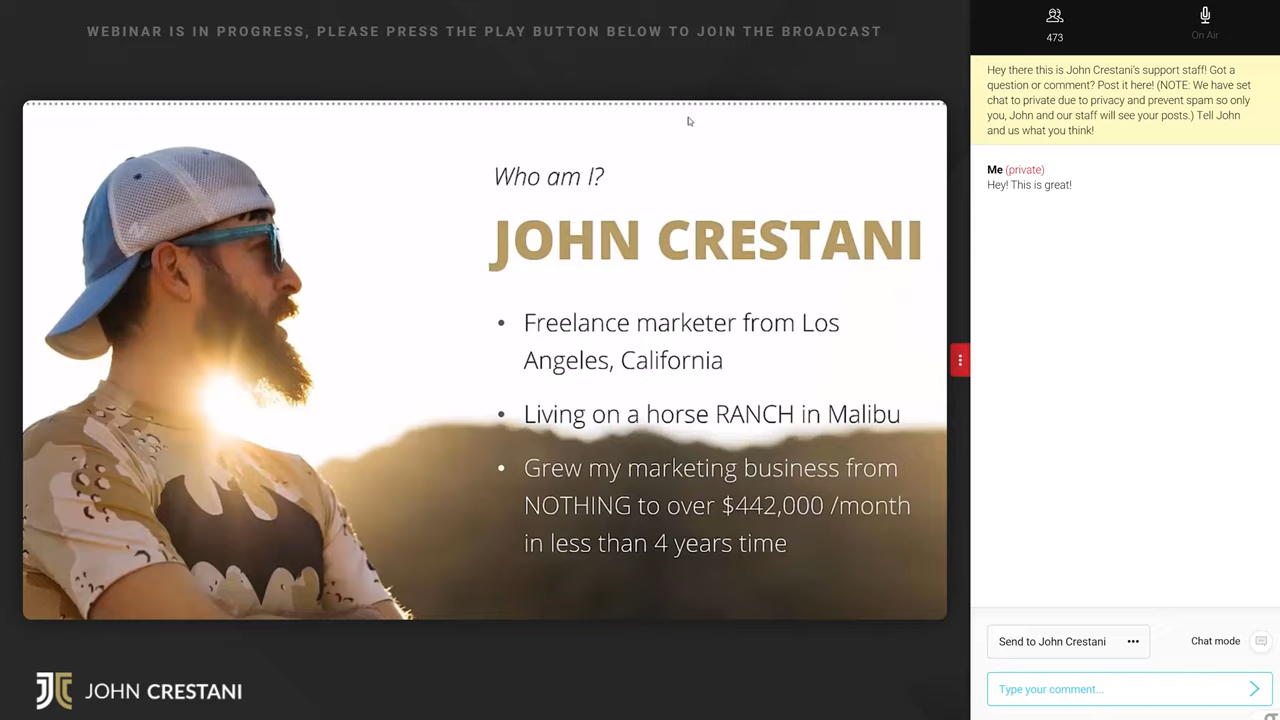 WEBINAR IS IN PROGRESS, PLEASE PRESS THE PLAY BUTTON BELOW TO JOIN THE BROADCAST
473
On Air
Hey there this is John Crestani's support staff! Got a
question or comment? Post it here! (NOTE: We have set
chat to private due to privacy and prevent spam so only
you, John and our staff will see your posts.) Tell John
and us what you think!
Me (private)
Hey! This is great!
Who am I?
JOHN CRESTANI
• Freelance marketer from Los
Angeles, California
• Living on a horse RANCH in Malibu
• Grew my marketing business from
NOTHING to over $442,000 /month
in less than 4 years time
Send to John Crestani •••
Chat mode
Type your comment...
JC JOHN CRESTANI